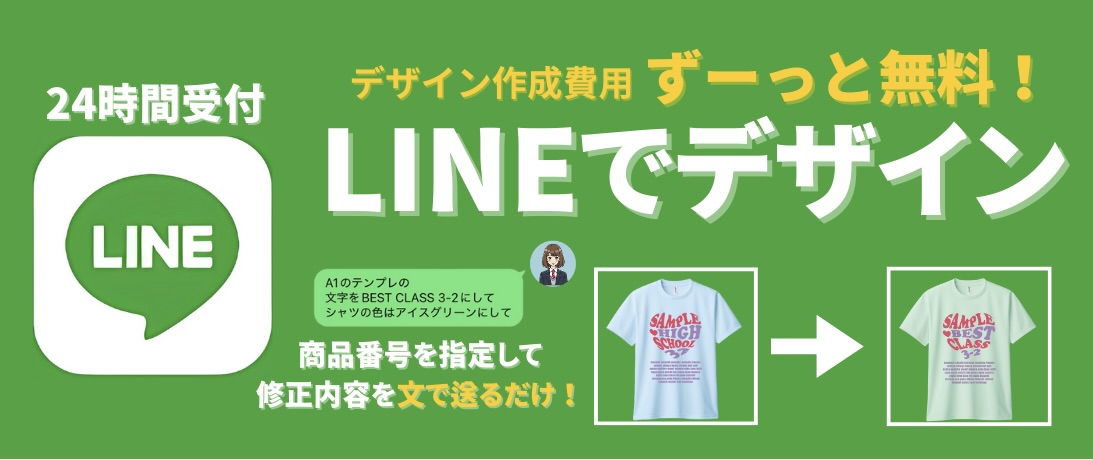 24時間受付
LINE
デザイン作成費用 ずーっと無料！
LINEでデザイン
A1のテンプレの
文字をBEST CLASS 3-2にして
シャツの色はアイスグリーンにして
商品番号を指定して
修正内容を文で送るだけ！
SAMPLE
HIGH
SCHOOL
SAMPLE
BEST
CLASS
3-2